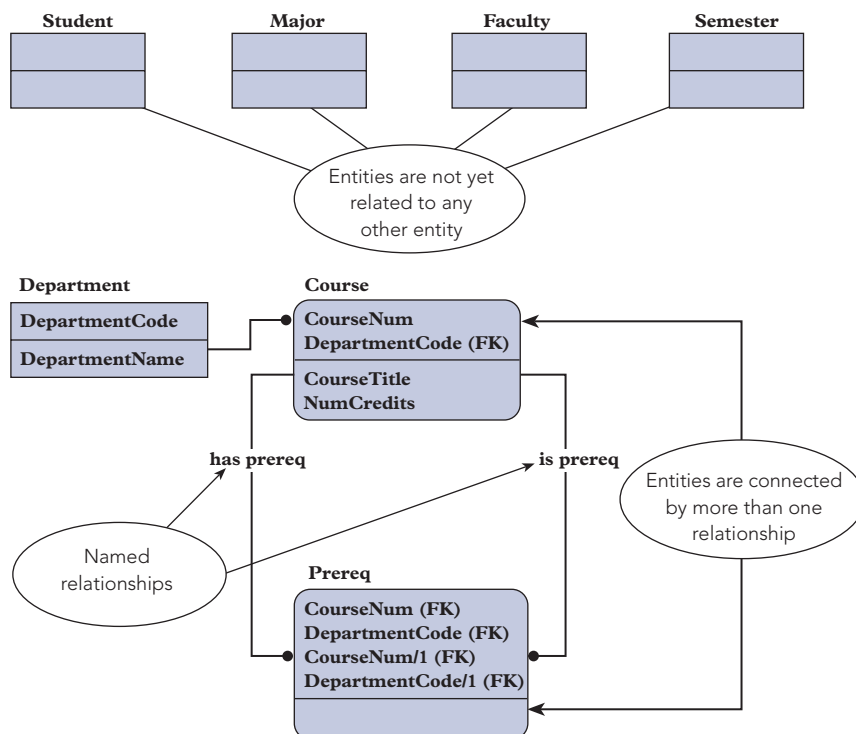 Student
Major
Faculty
Semester
Entities are not yet
related to any
other entity
Department
DepartmentCode
DepartmentName
Course
CourseNum
DepartmentCode (FK)
CourseTitle
NumCredits
has prereq
is prereq
Entities are connected
by more than one
relationship
Named
relationships
Prereq
CourseNum (FK)
DepartmentCode (FK)
CourseNum/1 (FK)
DepartmentCode/1 (FK)